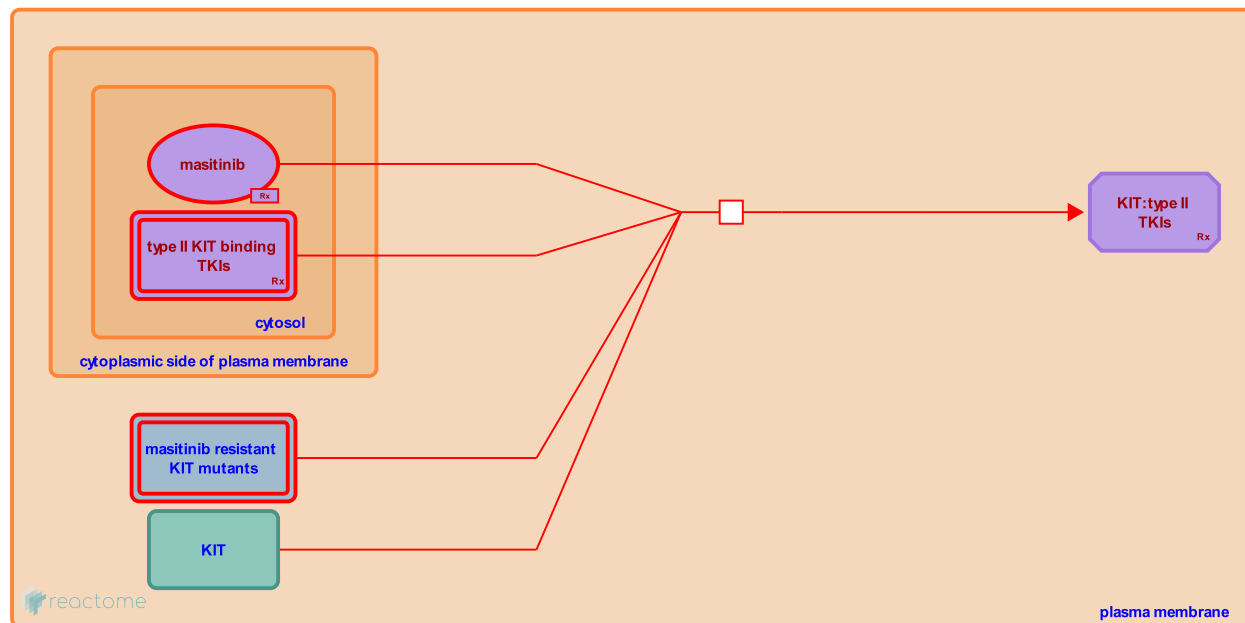 masitinib
Rx
type II KIT binding
TKIs
Rx
cytosol
cytoplasmic side of plasma membrane
KIT:type II
TKIs
Rx
masitinib resistant
KIT mutants
KIT
reactome
plasma membrane